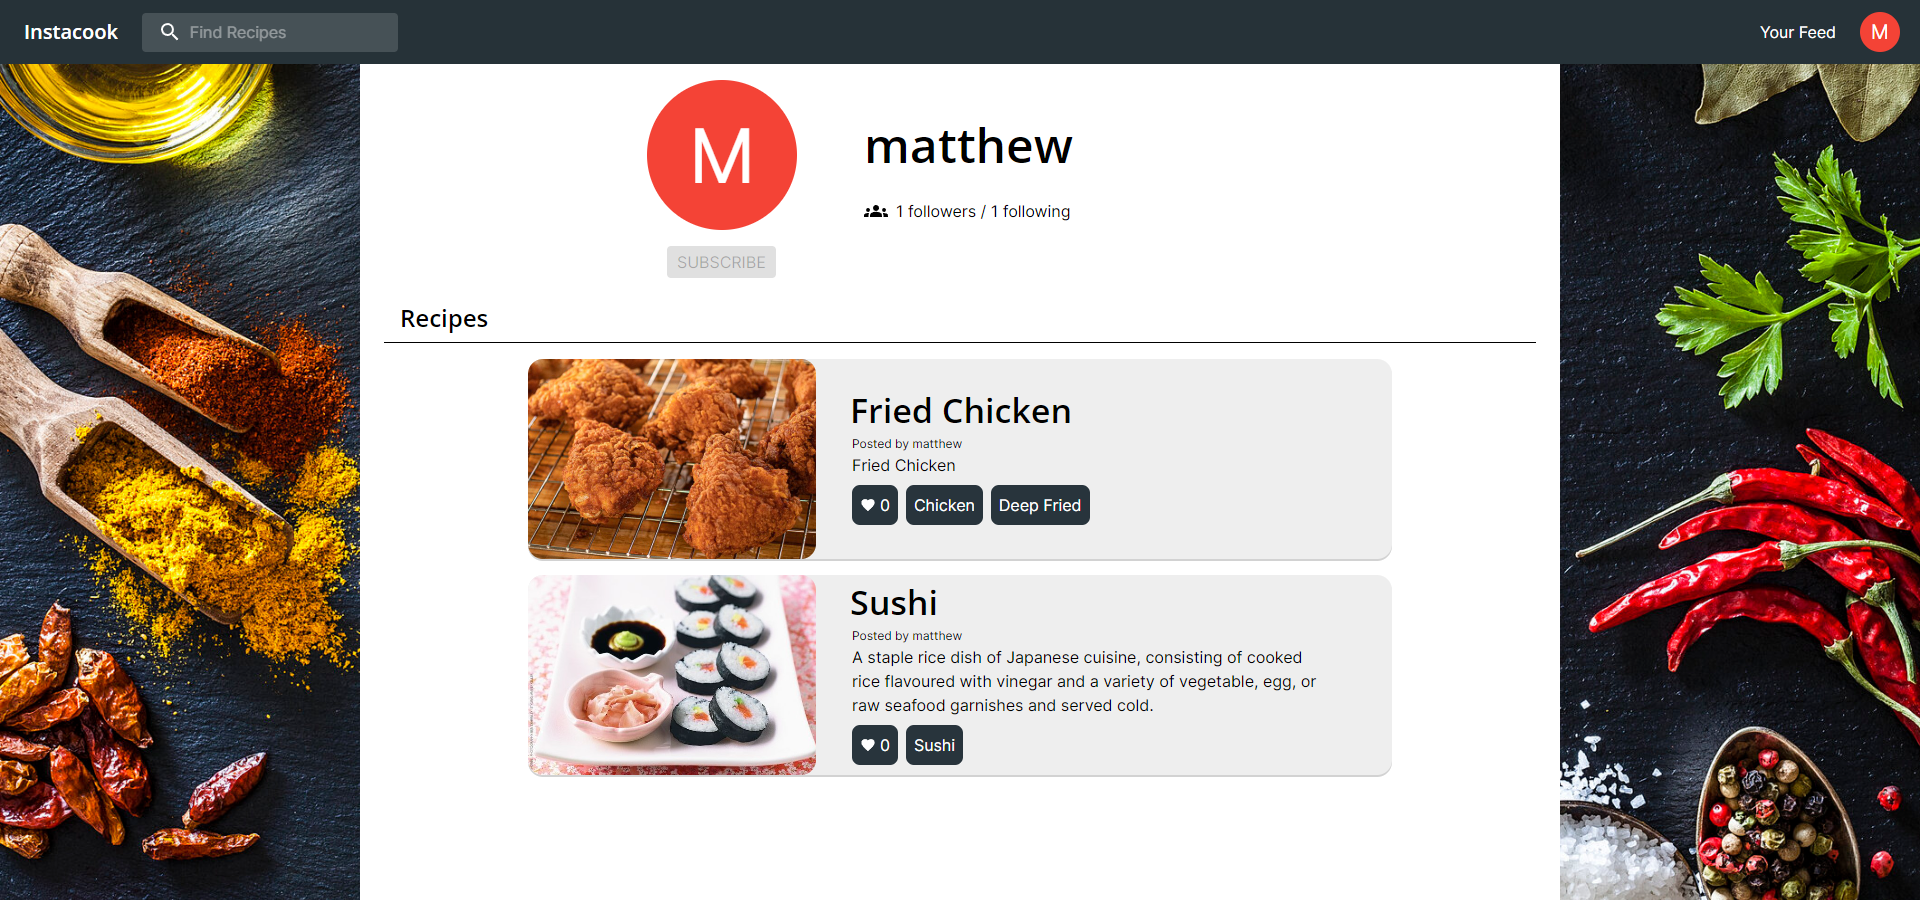 Instacook
Find Recipes
Your Feed
M
M
matthew
1 followers / 1 following
SUBSCRIBE
Recipes
Fried Chicken
Posted by matthew
Fried Chicken
0
Chicken
Deep Fried
Sushi
Posted by matthew
A staple rice dish of Japanese cuisine, consisting of cooked
rice flavoured with vinegar and a variety of vegetable, egg, or
raw seafood garnishes and served cold.
0
Sushi